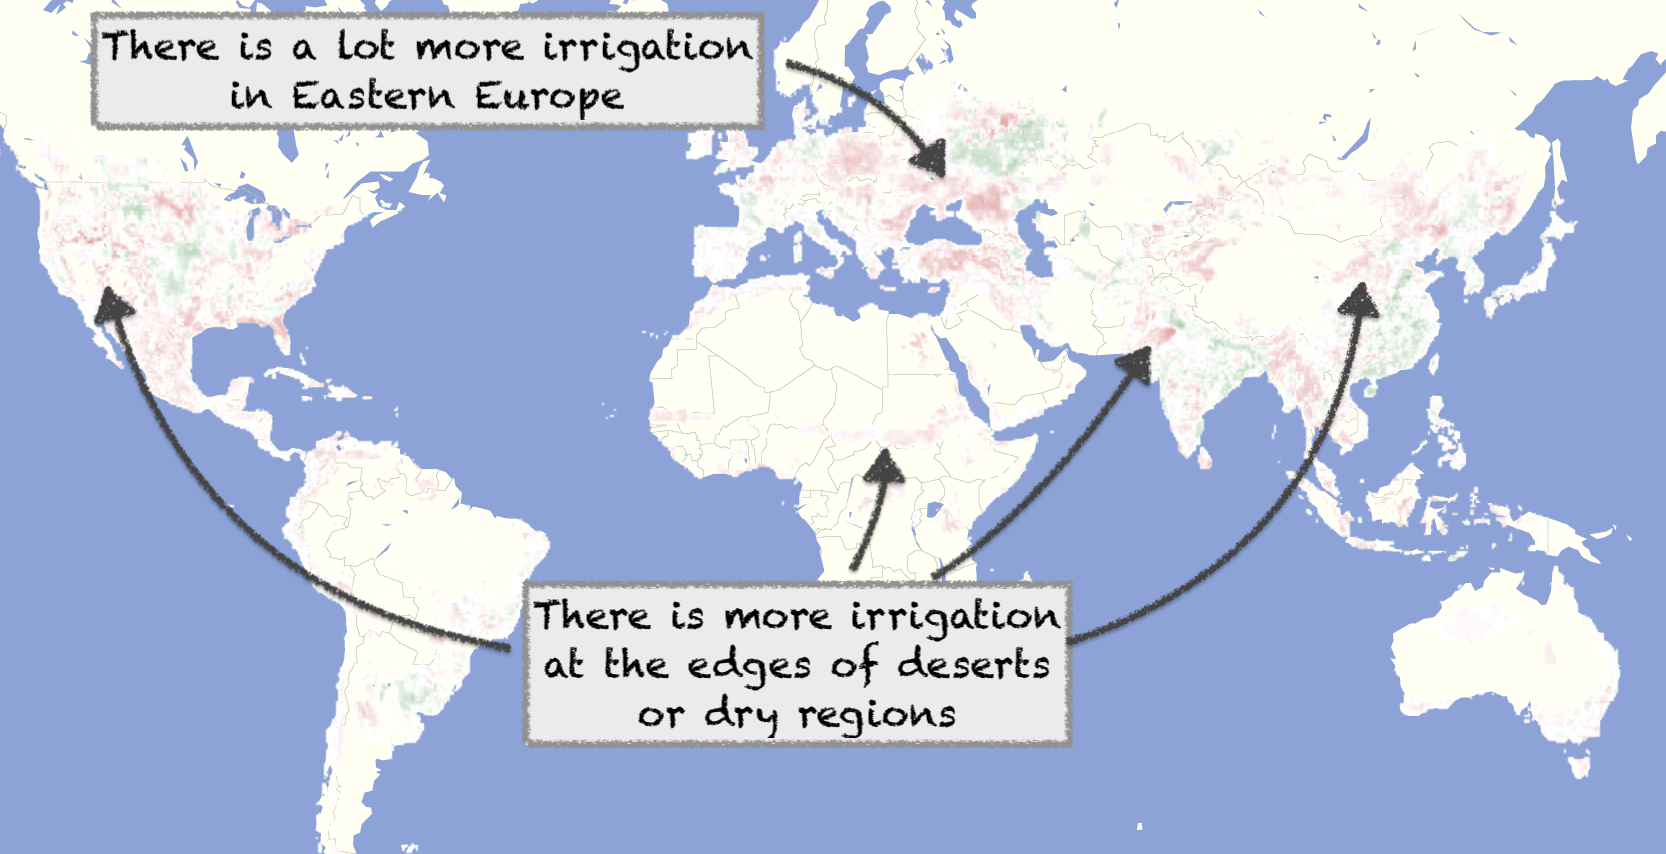 There is a lot more irrigation
in Eastern Europe
There is more irrigation
at the edges of deserts
or dry regions